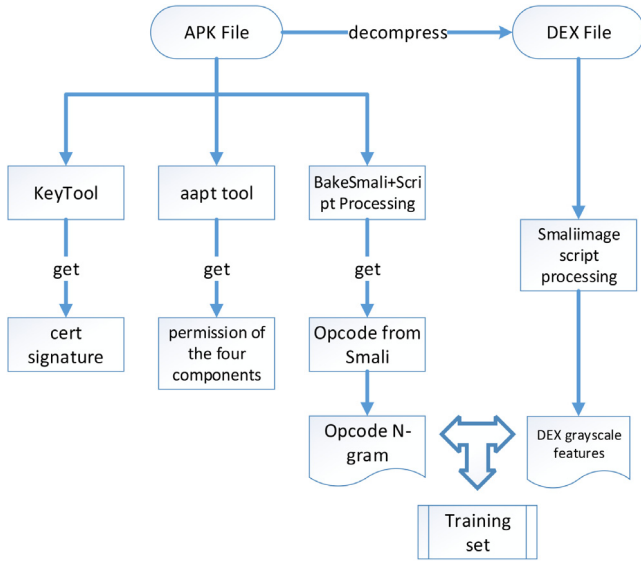 APK File
decompress
DEX File
KeyTool
aapt tool
BakeSmali+Scri
pt Processing
Smaliimage
script
processing
get
get
get
cert
signature
permission of
the four
components
Opcode from
Smali
Opcode N-
gram
DEX grayscale
features
Training
set